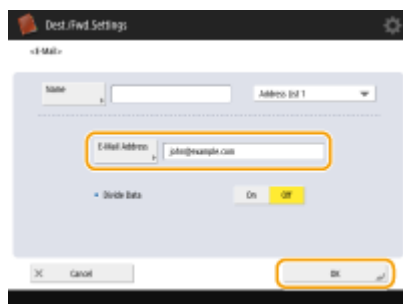 Dest./Fwd.Settings
<E-Mail>
Name Address List 1
E-Mail Address john@example.com
Divide Data On Off
Cancel OK